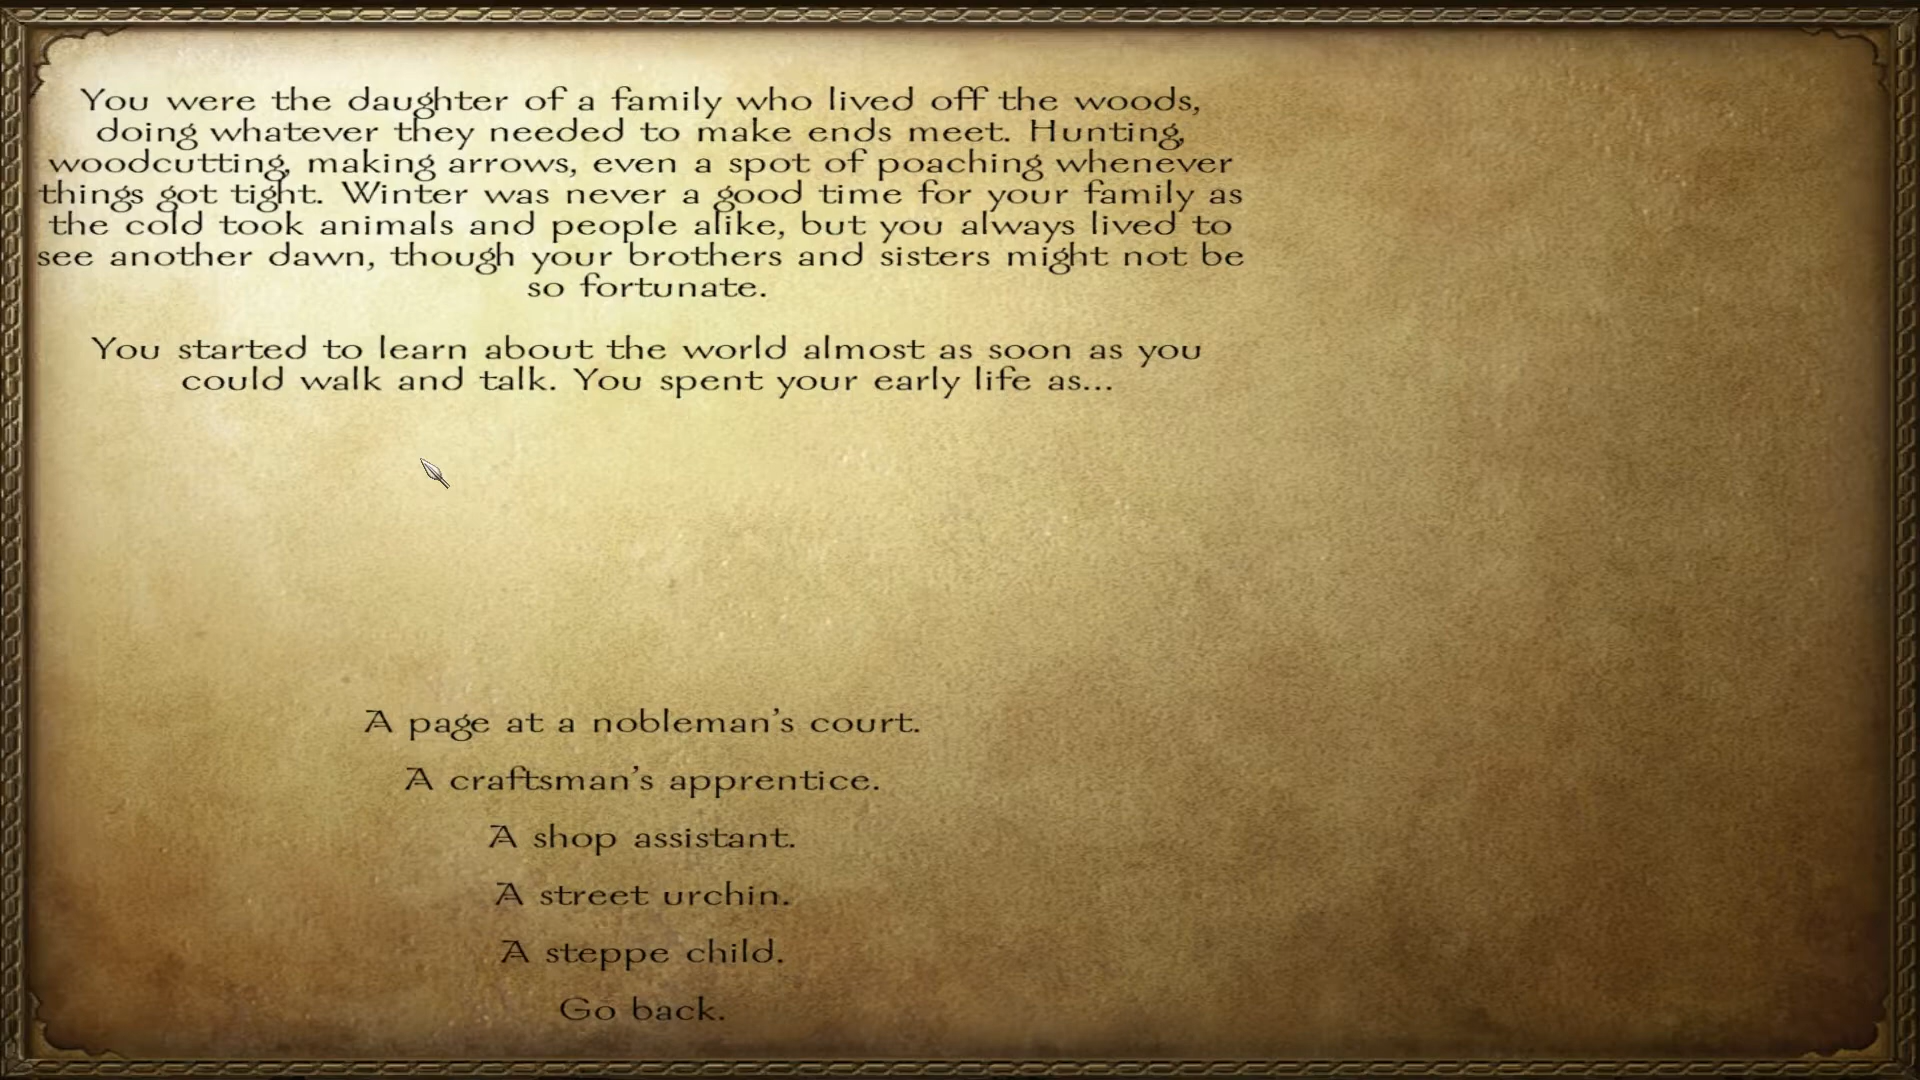 You were the daughter of a family who lived off the woods,
doing whatever they needed to make ends meet. Hunting,
woodcutting, making arrows, even a spot of poaching whenever
things got tight. Winter was never a good time for your family as
the cold took animals and people alike, but you always lived to
see another dawn, though your brothers and sisters might not be
so fortunate.
You started to learn about the world almost as soon as you
could walk and talk. You spent your early life as...
A page at a nobleman's court.
A craftsman's apprentice.
A shop assistant.
A street urchin.
A steppe child.
Go back.